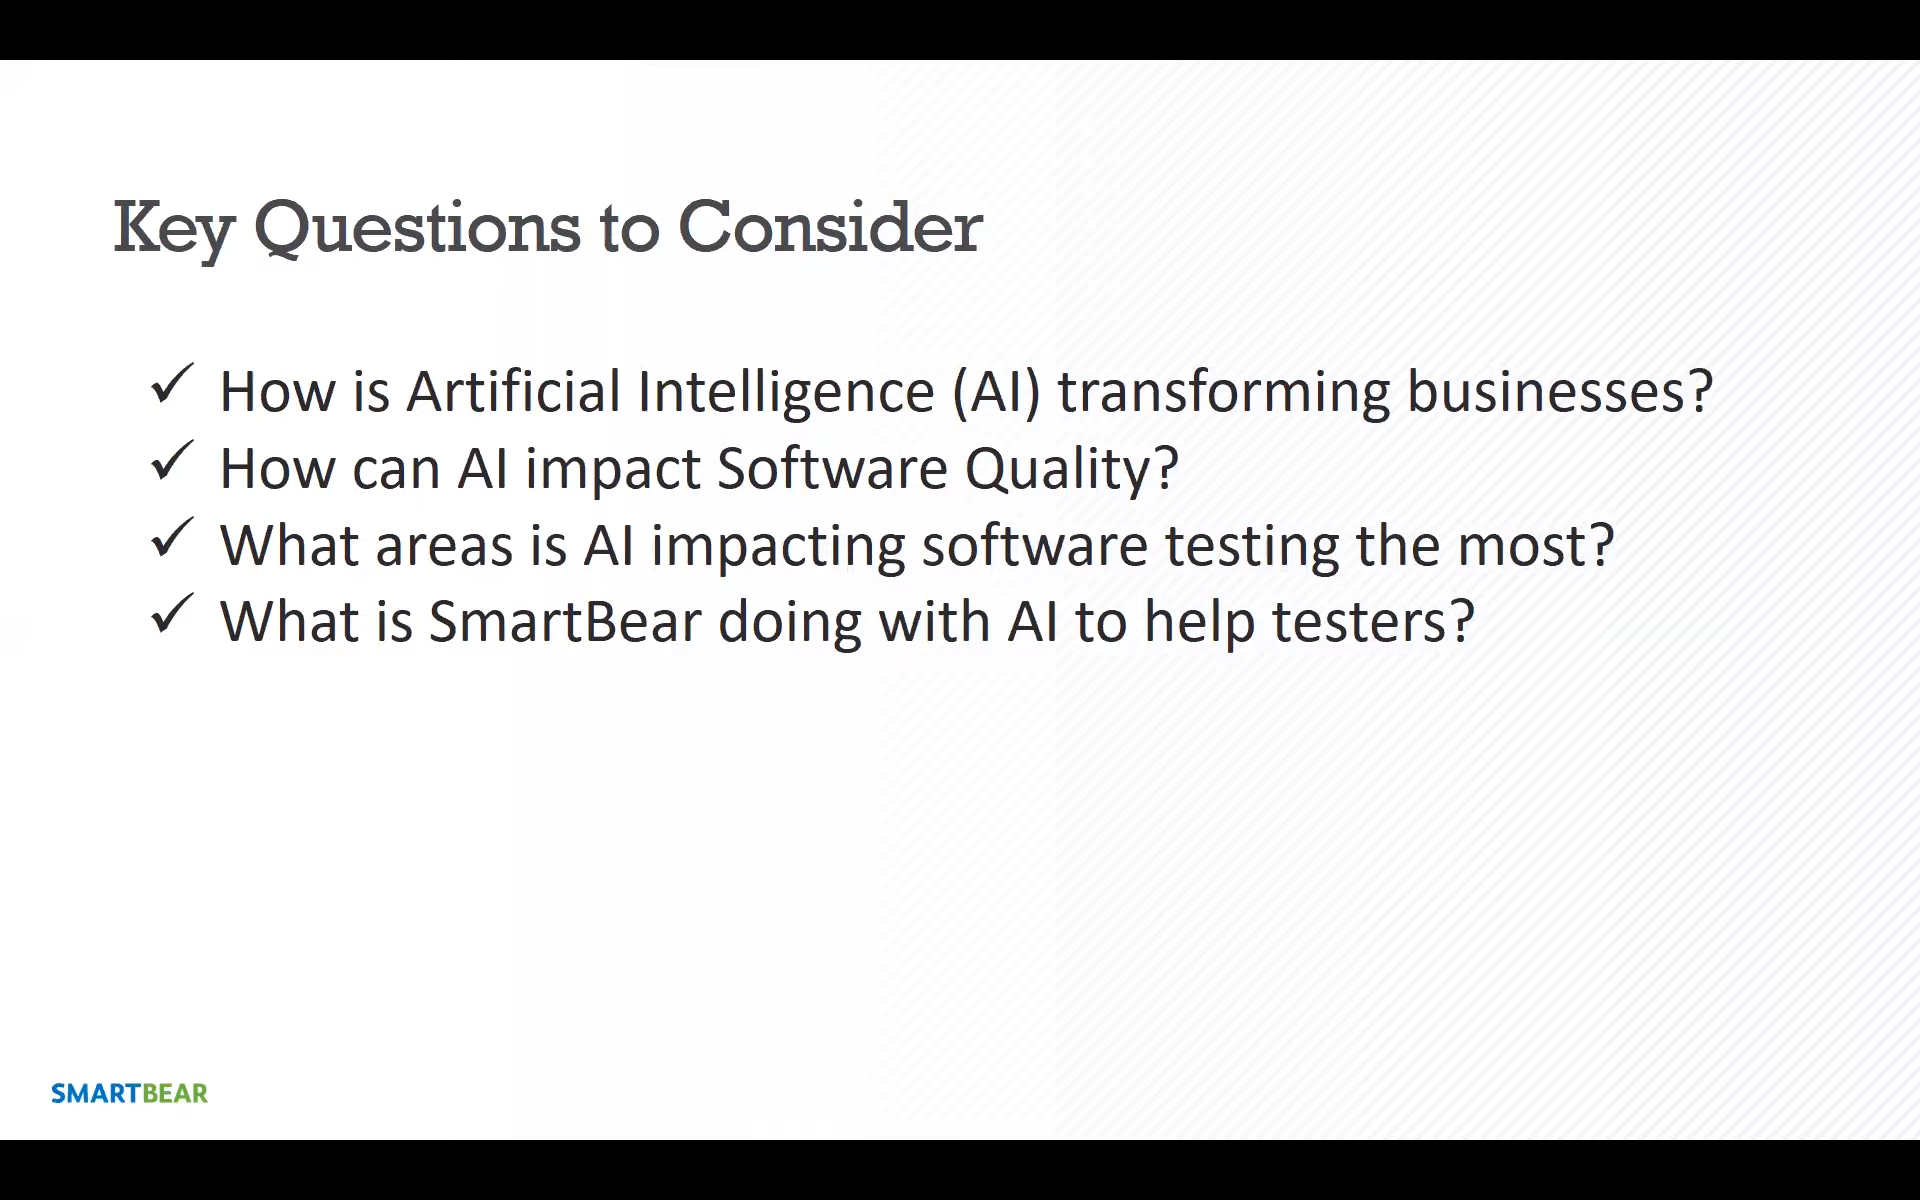 Key Questions to Consider
✓ How is Artificial Intelligence (AI) transforming businesses?
✓ How can AI impact Software Quality?
✓ What areas is AI impacting software testing the most?
✓ What is SmartBear doing with AI to help testers?
SMARTBEAR